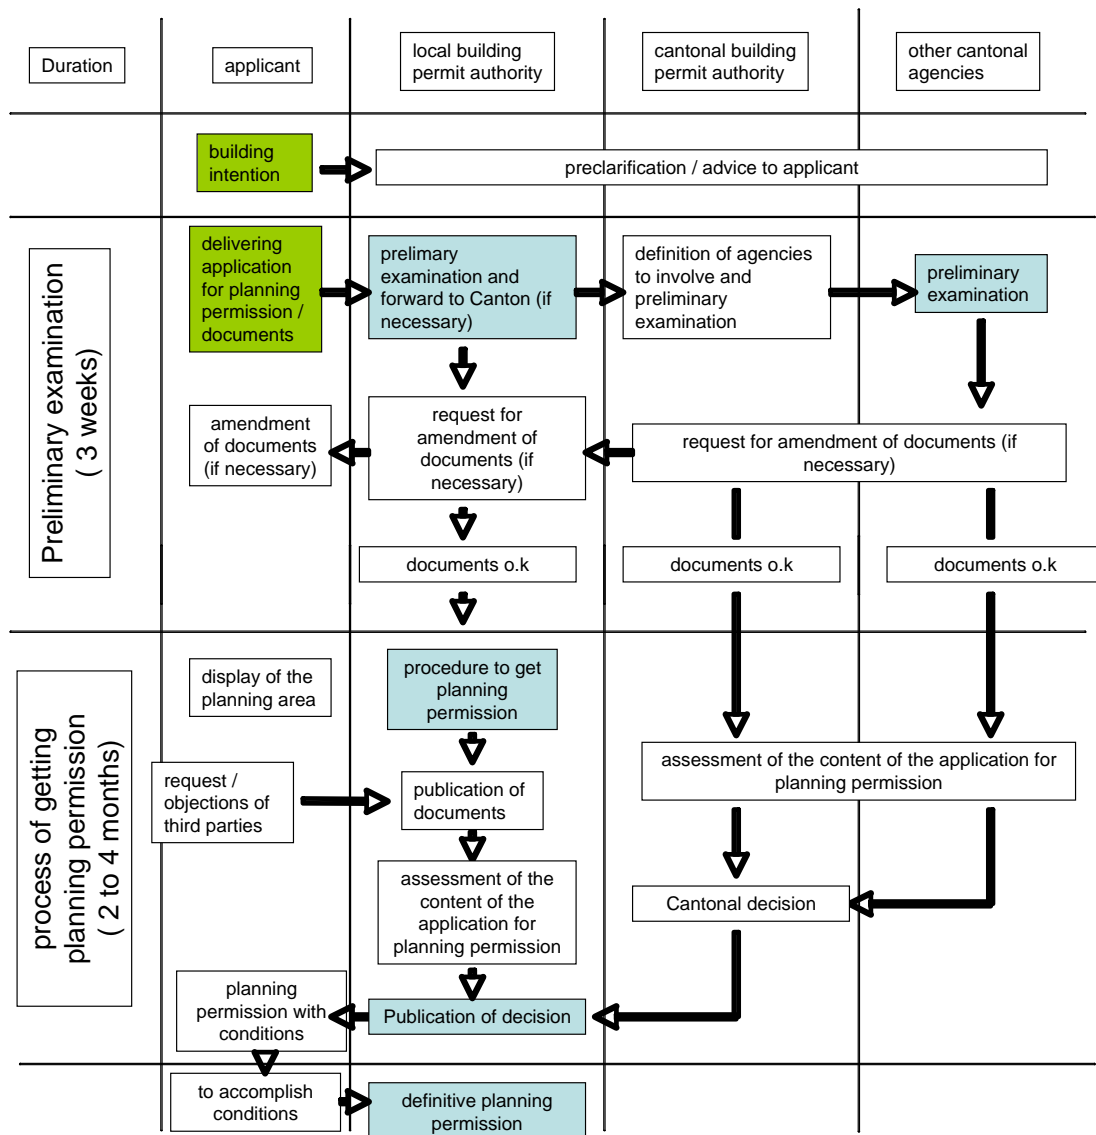 Duration
applicant
local building
permit authority
cantonal building
permit authority
other cantonal
agencies
building
intention
preclarification / advice to applicant
Preliminary examination
( 3 weeks)
delivering
application
for planning
permission /
documents
prelimary
examination and
forward to Canton (if
necessary)
definition of agencies
to involve and
preliminary
examination
preliminary
examination
amendment
of documents
(if necessary)
request for
amendment of
documents (if
necessary)
request for amendment of documents (if
necessary)
documents o.k
documents o.k
documents o.k
process of getting
planning permission
( 2 to 4 months)
display of the
planning area
procedure to get
planning
permission
request /
objections of
third parties
publication of
documents
assessment of the content of the application for
planning permission
assessment of the
content of the
application for
planning permission
Cantonal decision
planning
permission with
conditions
Publication of decision
to accomplish
conditions
definitive planning
permission